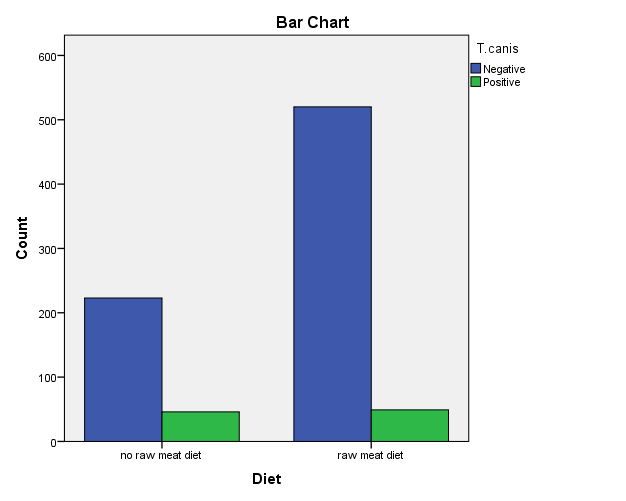 Bar Chart
T.canis
Negative
Positive
600
500
400
300
200
100
0
Count
no raw meat diet
raw meat diet
Diet